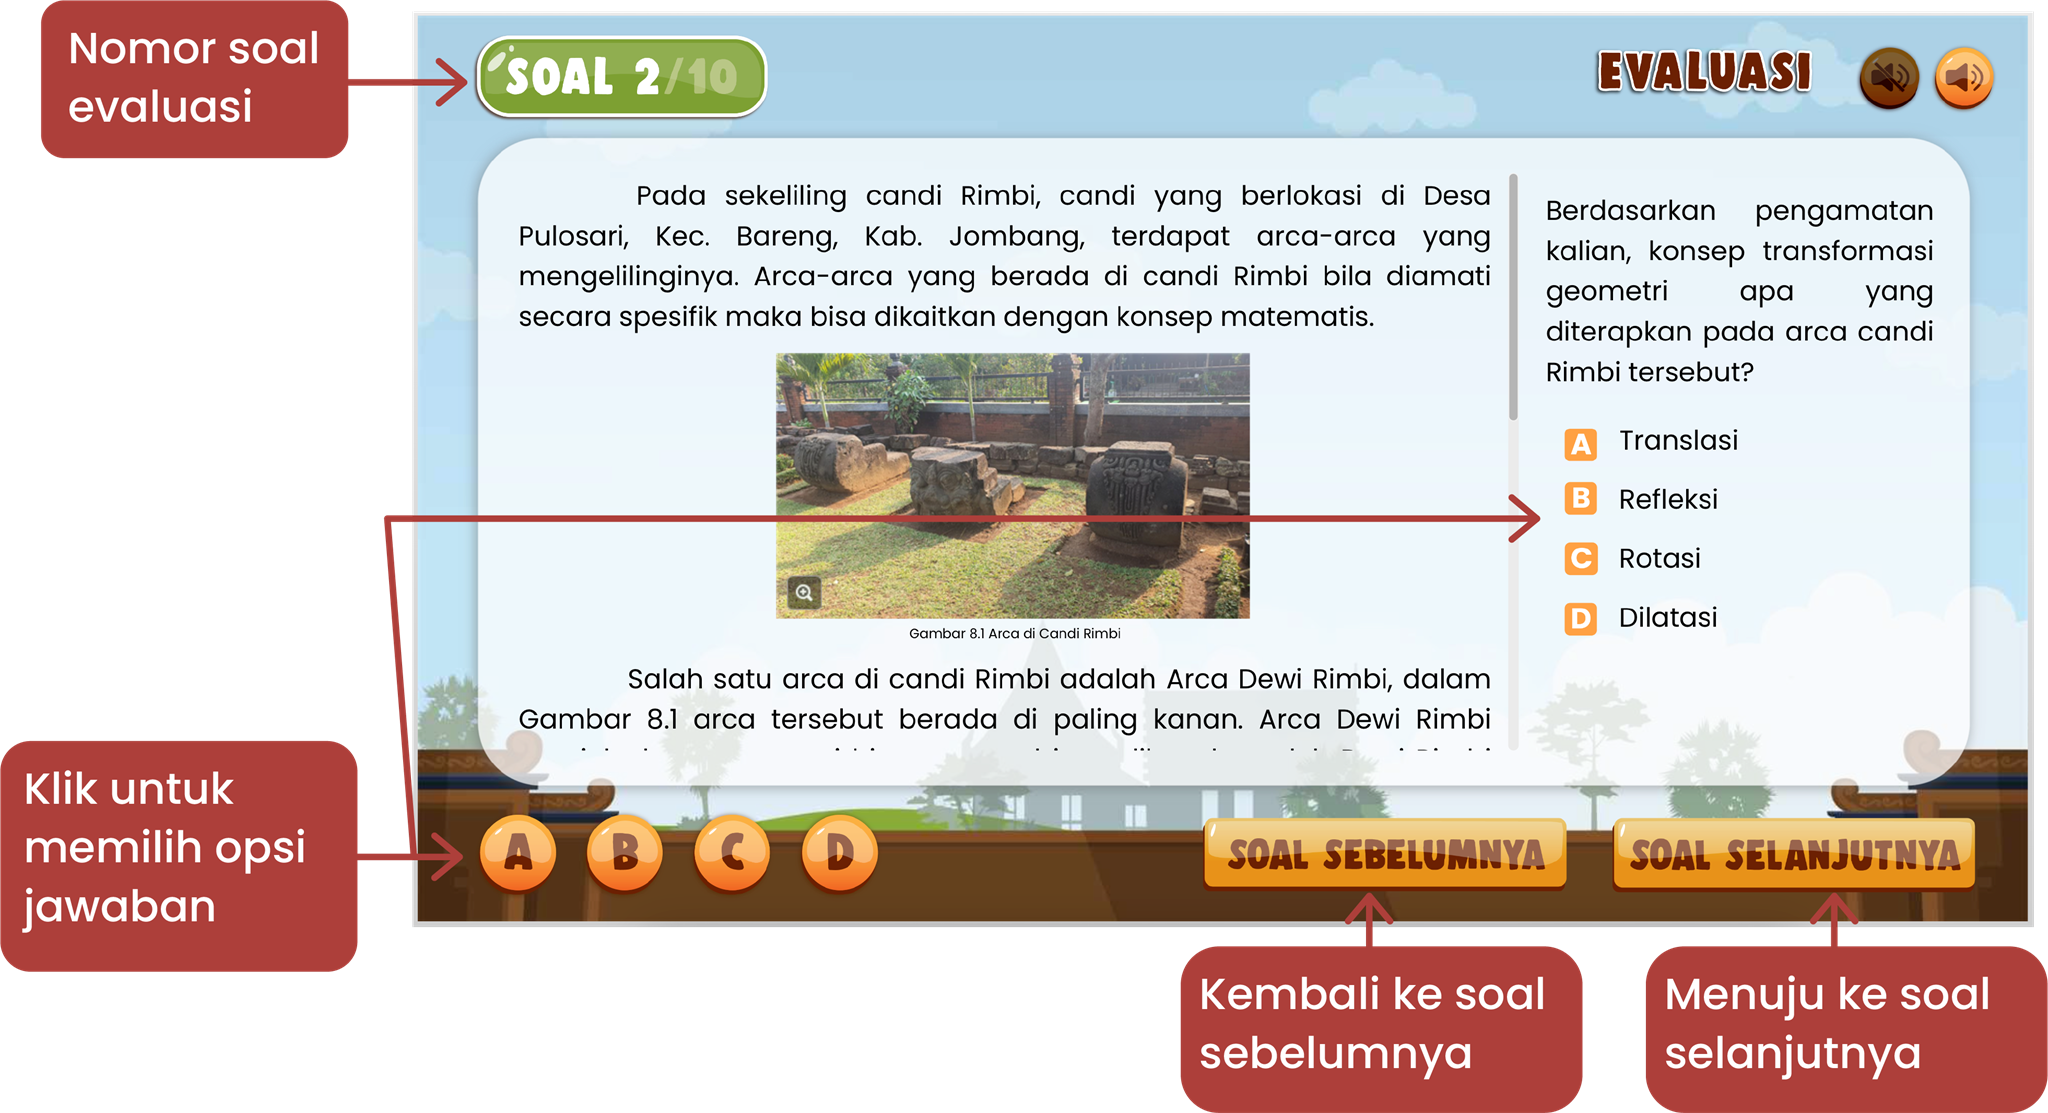 Nomor soal
evaluasi
SOAL 2/10
EVALUASI
Pada sekeliling candi Rimbi, candi yang berlokasi di Desa
Pulosari, Kec. Bareng, Kab. Jombang, terdapat arca-arca yang
mengelilinginya. Arca-arca yang berada di candi Rimbi bila diamati
secara spesifik maka bisa dikaitkan dengan konsep matematis.
Gambar 8.1 Arca di Candi Rimbi
Salah satu arca di candi Rimbi adalah Arca Dewi Rimbi, dalam
Gambar 8.1 arca tersebut berada di paling kanan. Arca Dewi Rimbi
Berdasarkan pengamatan
kalian, konsep transformasi
geometri apa yang
diterapkan pada arca candi
Rimbi tersebut?
A Translasi
B Refleksi
C Rotasi
D Dilatasi
Klik untuk
memilih opsi
jawaban
A B C D
SOAL SEBELUMNYA
SOAL SELANJUTNYA
Kembali ke soal
sebelumnya
Menuju ke soal
selanjutnya